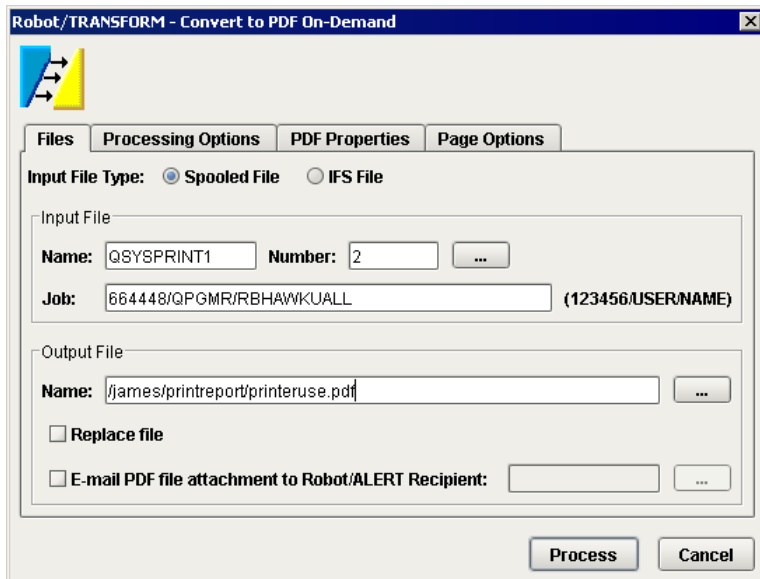 Robot/TRANSFORM - Convert to PDF On-Demand
Files Processing Options PDF Properties Page Options
Input File Type: Spooled File IFS File
Input File
Name: QSYSPRINT1 Number: 2 ...
Job: 664448/QPGMR/RBHAWKUALL (123456/USER/NAME)
Output File
Name: /james/printreport/printeruse.pdf ...
Replace file
E-mail PDF file attachment to Robot/ALERT Recipient: ...
Process Cancel